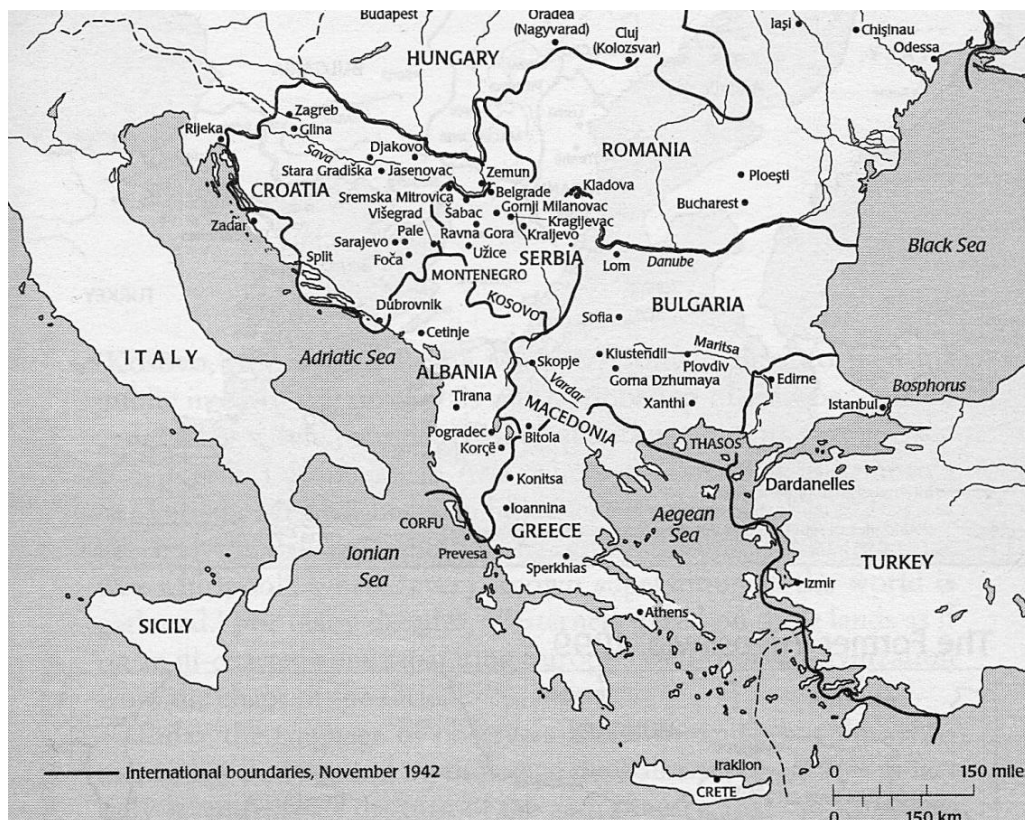 Budapest
Oradea
(Nagyvarad)
Cluj
(Kolozsvar)
Iaşi
Chişinau
Odessa
HUNGARY
Zagreb
Glina
Rijeka
Sava
Djakovo
Stara Gradiška
Jasenovac
CROATIA
Zemun
Belgrade
Sremska Mitrovica
Gornji Milanovac
Šabac
Višegrad
Kragijevac
Ravna Gora
Kraljevo
Kladova
ROMANIA
Ploeşti
Bucharest
Zadar
Pale
Sarajevo
Foča
Užice
SERBIA
Split
MONTENEGRO
KOSOVO
Lom
Danube
Black Sea
BULGARIA
Dubrovnik
Cetinje
Sofia
ITALY
Adriatic Sea
ALBANIA
Skopje
Klustendil
Maritsa
Plovdiv
Gorna Dzhumaya
Edirne
Bosphorus
Istanbul
Tirana
Vardar
MACEDONIA
Xanthi
Pogradec
Bitola
Korçë
THASOS
Dardanelles
Konitsa
Ioannina
CORFU
GREECE
Aegean
Sea
Ionian
Sea
Prevesa
Sperkhias
TURKEY
Izmir
SICILY
Athens
International boundaries, November 1942
Iraklion
CRETE
0 150 mile
0 150 km